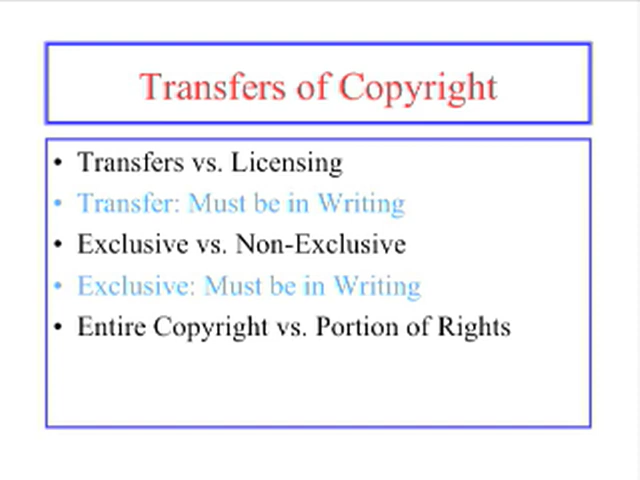 Transfers of Copyright
• Transfers vs. Licensing
• Transfer: Must be in Writing
• Exclusive vs. Non-Exclusive
• Exclusive: Must be in Writing
• Entire Copyright vs. Portion of Rights